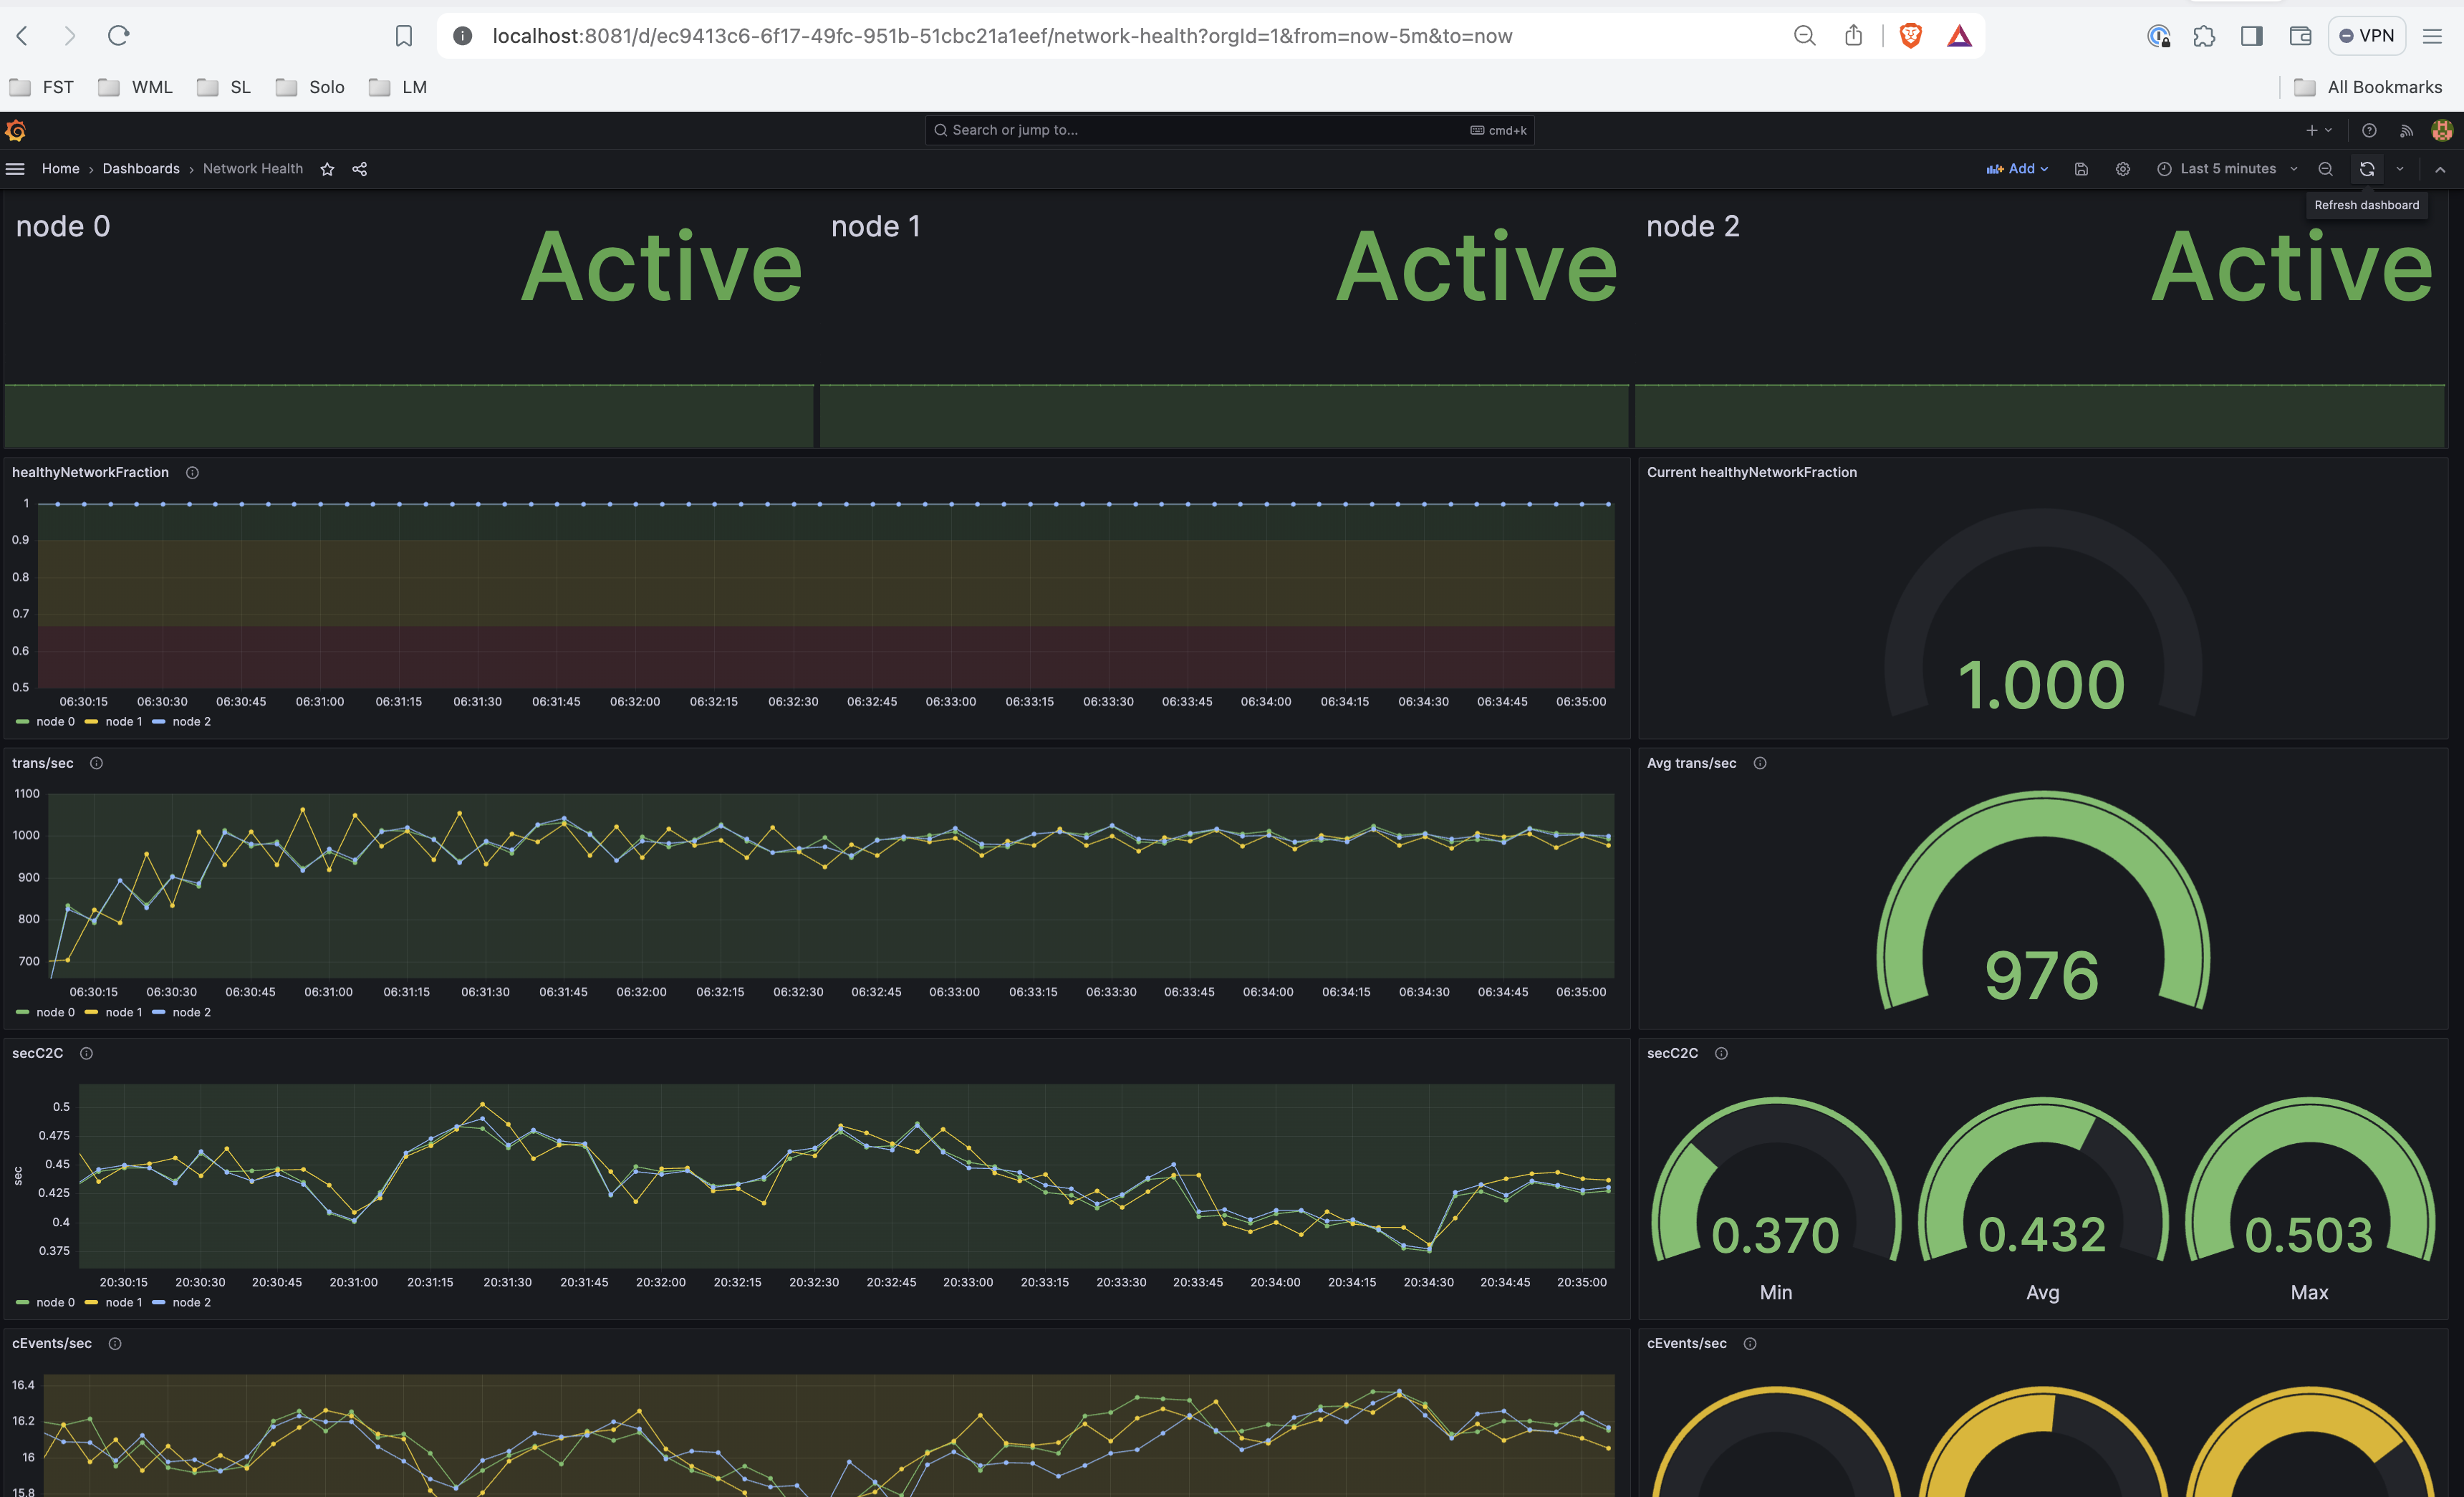 localhost:8081/d/ec9413c6-6f17-49fc-951b-51cbc21a1eef/network-health?orgId=1&from=now-5m&to=now
VPN
FST WML SL Solo LM All Bookmarks
Search or jump to... cmd+k
Home › Dashboards › Network Health Add Last 5 minutes
Refresh dashboard
node 0 Active node 1 Active node 2 Active
healthyNetworkFraction
1
0.9
0.8
0.7
0.6
0.5
06:30:15 06:30:30 06:30:45 06:31:00 06:31:15 06:31:30 06:31:45 06:32:00 06:32:15 06:32:30 06:32:45 06:33:00 06:33:15 06:33:30 06:33:45 06:34:00 06:34:15 06:34:30 06:34:45 06:35:00
node 0 node 1 node 2
Current healthyNetworkFraction
1.000
trans/sec
1100
1000
900
800
700
06:30:15 06:30:30 06:30:45 06:31:00 06:31:15 06:31:30 06:31:45 06:32:00 06:32:15 06:32:30 06:32:45 06:33:00 06:33:15 06:33:30 06:33:45 06:34:00 06:34:15 06:34:30 06:34:45 06:35:00
node 0 node 1 node 2
Avg trans/sec
976
secC2C
sec
0.5
0.475
0.45
0.425
0.4
0.375
20:30:15 20:30:30 20:30:45 20:31:00 20:31:15 20:31:30 20:31:45 20:32:00 20:32:15 20:32:30 20:32:45 20:33:00 20:33:15 20:33:30 20:33:45 20:34:00 20:34:15 20:34:30 20:34:45 20:35:00
node 0 node 1 node 2
secC2C
0.370 0.432 0.503
Min Avg Max
cEvents/sec
16.4
16.2
16
15.8
cEvents/sec